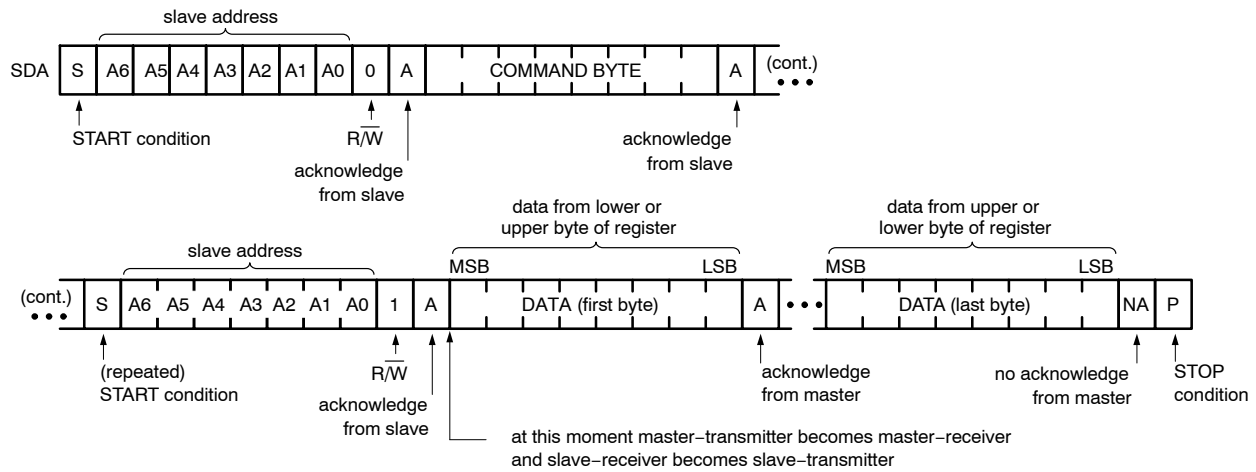 slave address
SDA S A6 A5 A4 A3 A2 A1 A0 0 A COMMAND BYTE A (cont.)
START condition
R/W
acknowledge
from slave
acknowledge
from slave
data from lower or
upper byte of register
data from upper or
lower byte of register
slave address
MSB LSB MSB LSB
(cont.) S A6 A5 A4 A3 A2 A1 A0 1 A DATA (first byte) A DATA (last byte) NA P
(repeated)
START condition
R/W
acknowledge
from slave
acknowledge
from master
no acknowledge
from master
STOP
condition
at this moment master−transmitter becomes master−receiver
and slave−receiver becomes slave−transmitter